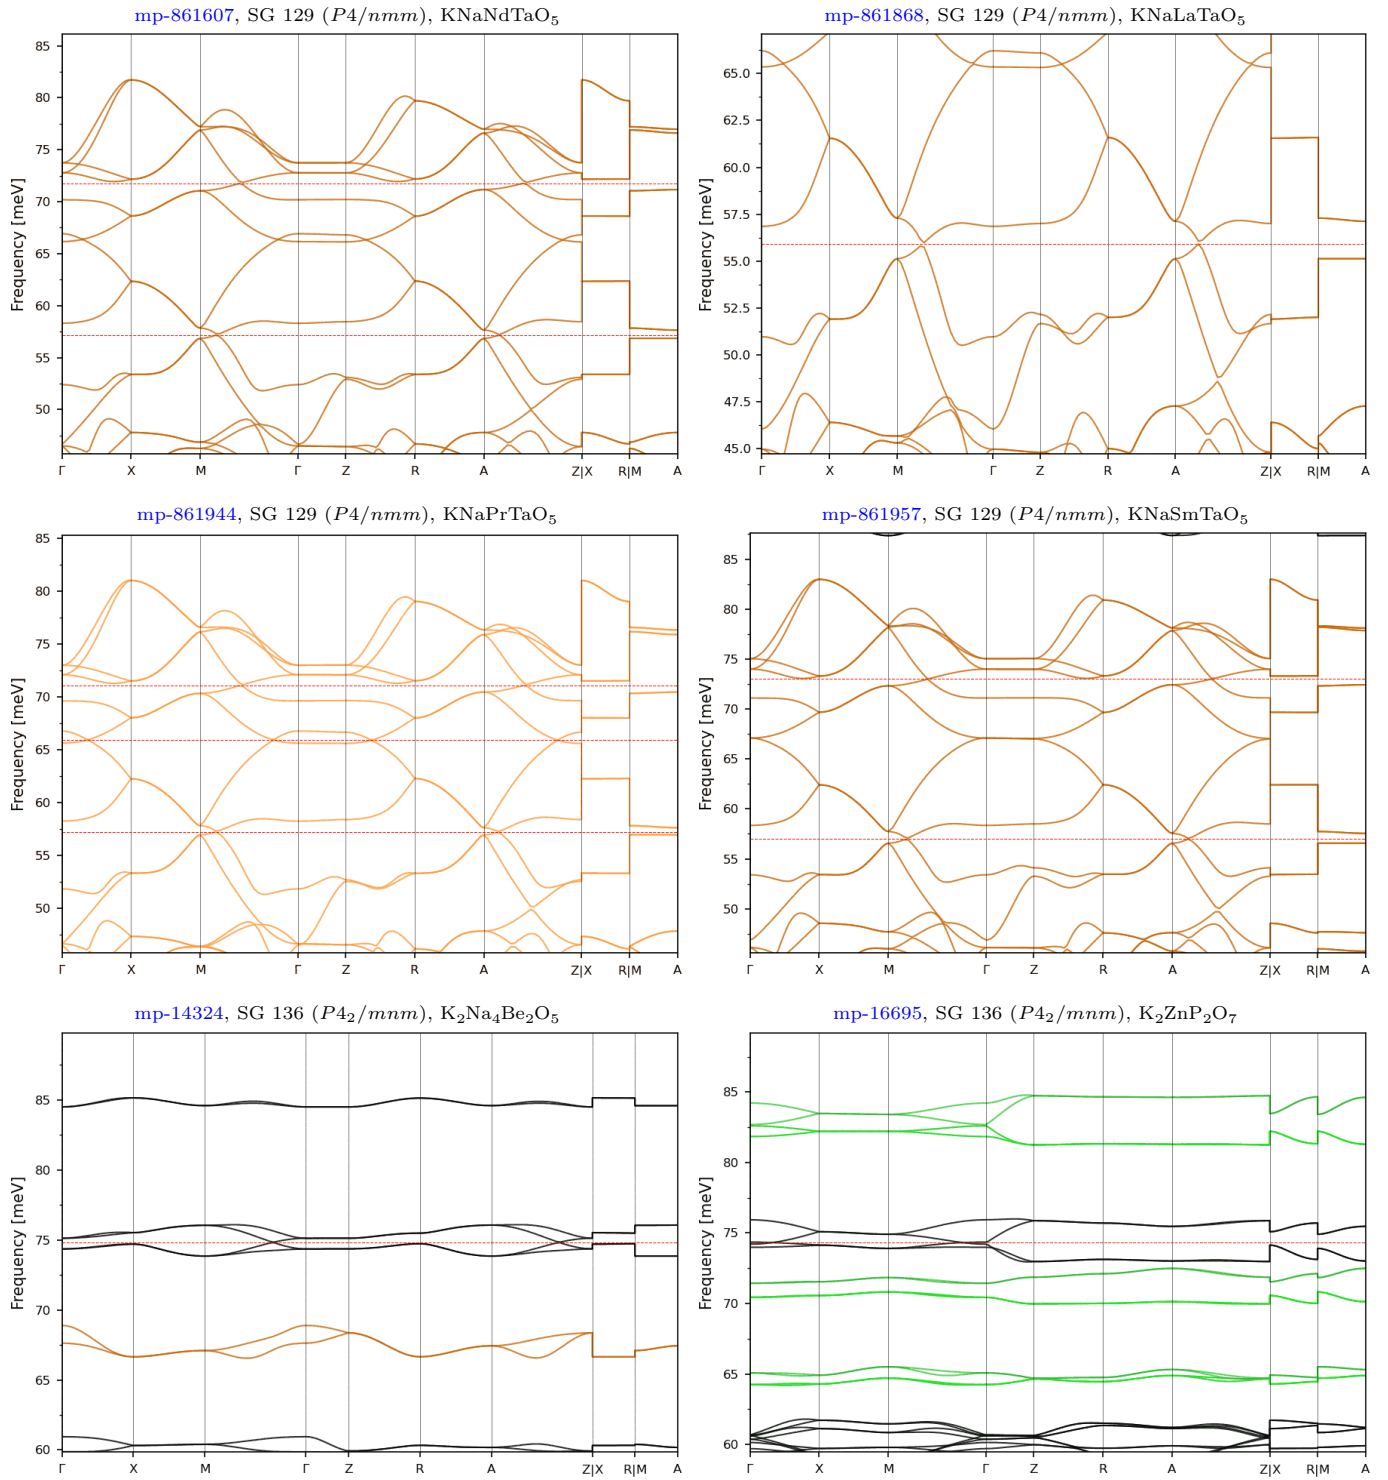 mp-861607, SG 129 (P4/nmm), KNaNdTaO₅
Frequency [meV]
85
80
75
70
65
60
55
50
Γ X M Γ Z R A Z|X R|M A
mp-861868, SG 129 (P4/nmm), KNaLaTaO₅
Frequency [meV]
65.0
62.5
60.0
57.5
55.0
52.5
50.0
47.5
45.0
Γ X M Γ Z R A Z|X R|M A
mp-861944, SG 129 (P4/nmm), KNaPrTaO₅
Frequency [meV]
85
80
75
70
65
60
55
50
Γ X M Γ Z R A Z|X R|M A
mp-861957, SG 129 (P4/nmm), KNaSmTaO₅
Frequency [meV]
85
80
75
70
65
60
55
50
Γ X M Γ Z R A Z|X R|M A
mp-14324, SG 136 (P4₂/mnm), K₂Na₄Be₂O₅
Frequency [meV]
85
80
75
70
65
60
Γ X M Γ Z R A Z|X R|M A
mp-16695, SG 136 (P4₂/mnm), K₂ZnP₂O₇
Frequency [meV]
85
80
75
70
65
60
Γ X M Γ Z R A Z|X R|M A